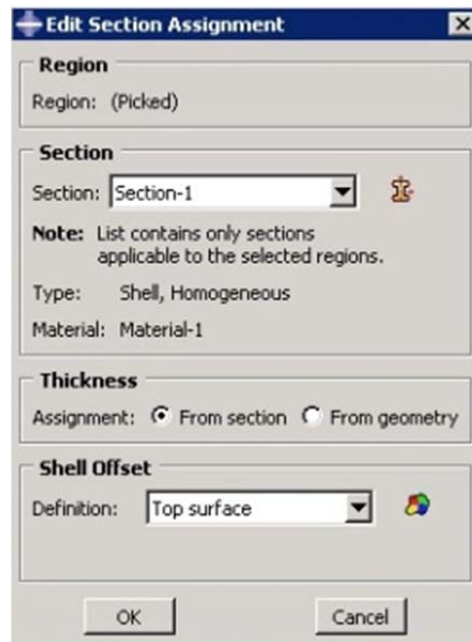 Edit Section Assignment
Region
Region: (Picked)
Section
Section: Section-1
Note: List contains only sections
applicable to the selected regions.
Type: Shell, Homogeneous
Material: Material-1
Thickness
Assignment: From section From geometry
Shell Offset
Definition: Top surface
OK Cancel